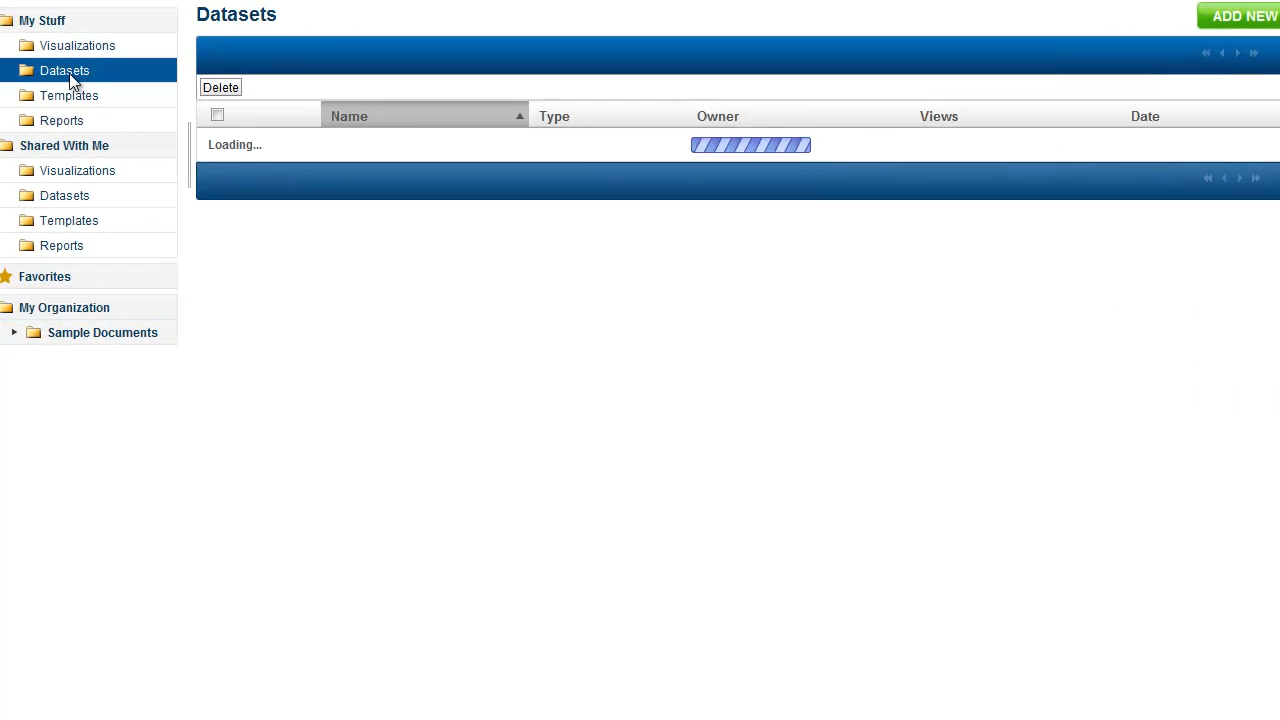 My Stuff
Visualizations
Datasets
Templates
Reports
Shared With Me
Visualizations
Datasets
Templates
Reports
Favorites
My Organization
Sample Documents
Datasets
ADD NEW
Delete
Name Type Owner Views Date
Loading...